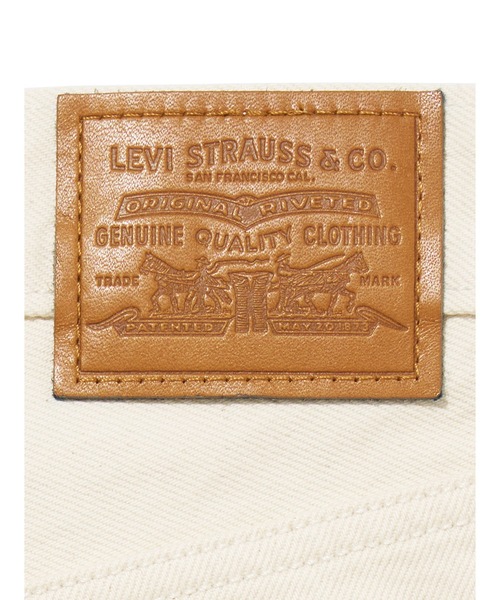 LEVI STRAUSS & CO.
SAN FRANCISCO CAL,
ORIGINAL RIVETED
GENUINE QUALITY CLOTHING
TRADE MARK
PATENTED MAY 20 1873